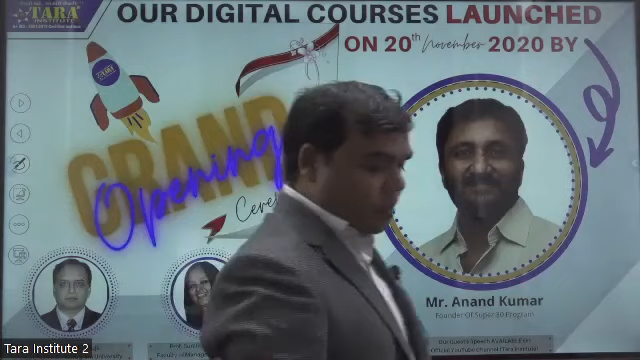 TARA
INSTITUTE
OUR DIGITAL COURSES LAUNCHED
ON 20th November 2020 BY
GRAND
Opening
Mr. Anand Kumar
Founder Of Super 30 Program
Tara Institute 2